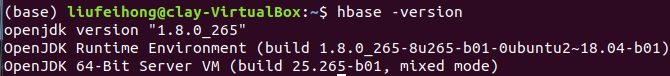 (base) liufeihong@clay-VirtualBox:~$ hbase -version
openjdk version "1.8.0_265"
OpenJDK Runtime Environment (build 1.8.0_265-8u265-b01-0ubuntu2~18.04-b01)
OpenJDK 64-Bit Server VM (build 25.265-b01, mixed mode)